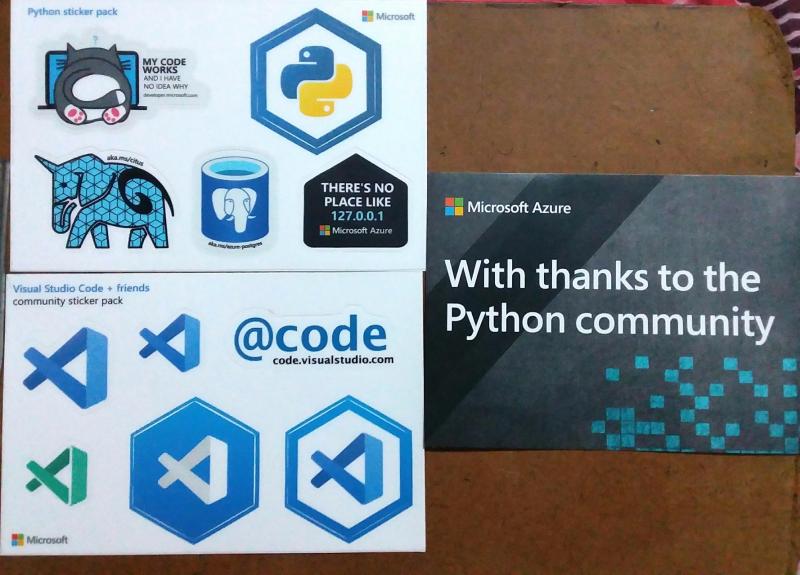 Python sticker pack
Microsoft
?
MY CODE
WORKS
AND I HAVE
NO IDEA WHY
developer.microsoft.com
aka.ms/citus
aka.ms/azure-postgres
THERE'S NO
PLACE LIKE
127.0.0.1
Microsoft Azure
Visual Studio Code + friends
community sticker pack
@code
code.visualstudio.com
Microsoft
Microsoft Azure
With thanks to the
Python community